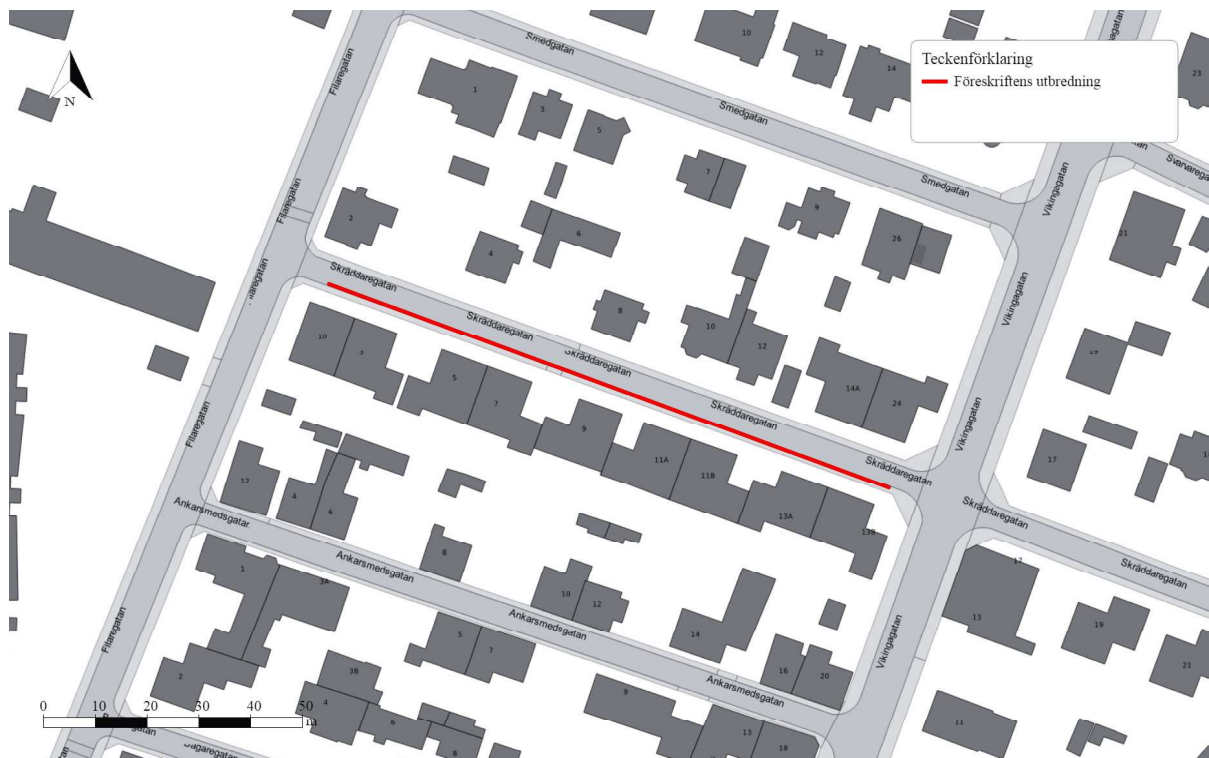 Teckenförklaring
Föreskriftens utbredning
N
Smedgatan
Smedgatan
Smedgatan
Filaregatan
Filaregatan
Filaregatan
Filaregatan
Vikingagatan
Vikingagatan
Vikingagatan
Vikingagatan
Skräddaregatan
Skräddaregatan
Skräddaregatan
Skräddaregatan
Skräddaregatan
Skräddaregatan
Skräddaregatan
Ankarsmedsgatan
Ankarsmedsgatan
Ankarsmedsgatan
10
12
14
23
1
3
5
7
9
26
21
2
4
6
8
10
12
14A
24
5
7
9
11A
11B
13A
13B
17
4
8
10
12
14
16
20
1
3A
2
5
7
3B
4
6
8
9
13
18
17
13
19
21
11
0 10 20 30 40 50
m